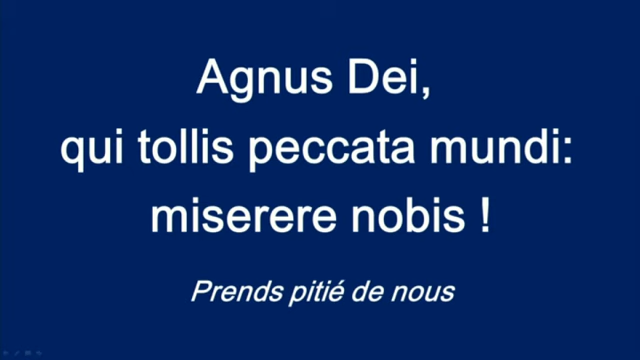 Agnus Dei,
qui tollis peccata mundi:
miserere nobis !
Prends pitié de nous